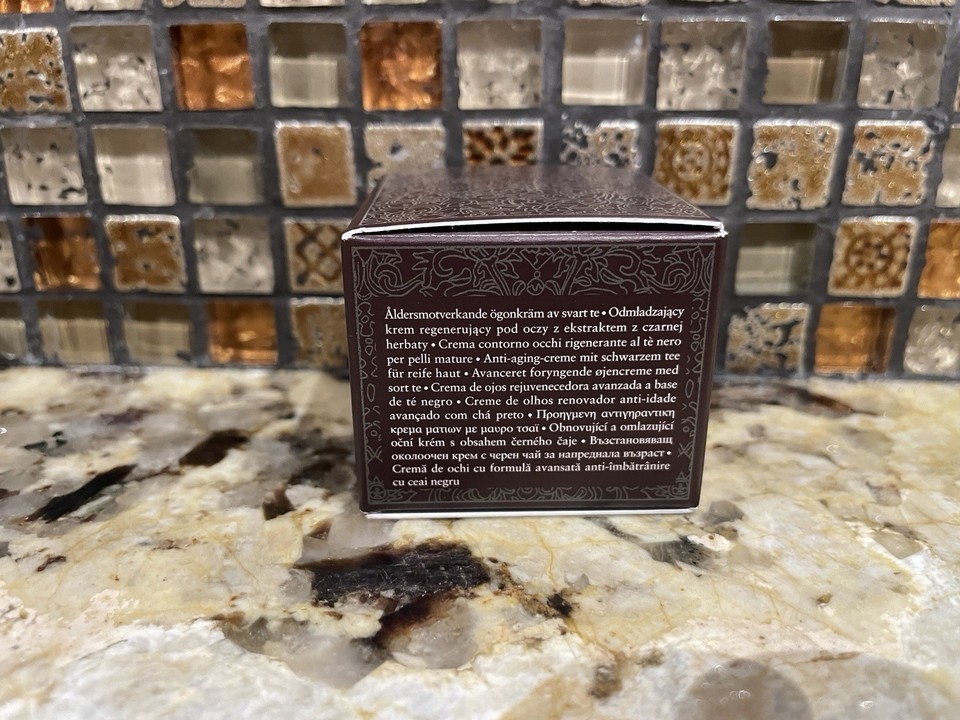 Åldersmotverkande ögonkräm av svart te • Odmładzający
krem regenerujący pod oczy z ekstraktem z czarnej
herbaty • Crema contorno occhi rigenerante al tè nero
per pelli mature • Anti-aging-creme mit schwarzem tee
für reife haut • Avanceret foryngende øjencreme med
sort te • Crema de ojos rejuvenecedora avanzada a base
de té negro • Creme de olhos renovador anti-idade
avançado com chá preto • Προηγμενη αντιγηραντικη
κρεμα ματιων με μαυρο τσαϊ • Obnovující a omlazující
oční krém s obsahem černého čaje • Възстановяващ
околоочен крем с черен чай за напреднала възраст •
Cremă de ochi cu formulă avansată anti-îmbătrânire
cu ceai negru